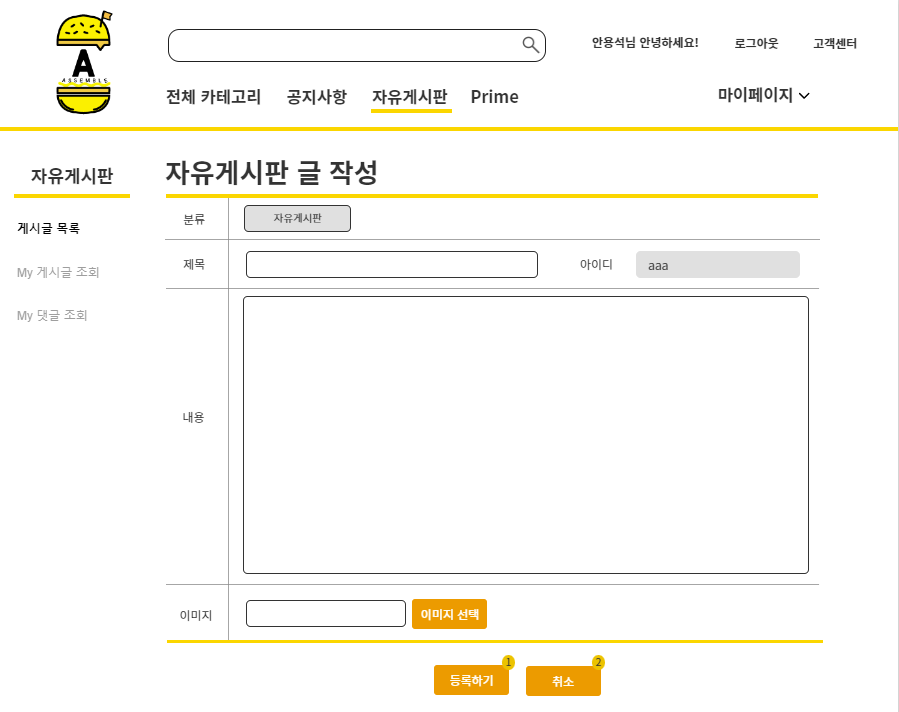 A
ASSEMBLE
안용석님 안녕하세요!
로그아웃
고객센터
전체 카테고리
공지사항
자유게시판
Prime
마이페이지
자유게시판
게시글 목록
My 게시글 조회
My 댓글 조회
자유게시판 글 작성
분류
자유게시판
제목
아이디
aaa
내용
이미지
이미지 선택
등록하기
1
취소
2